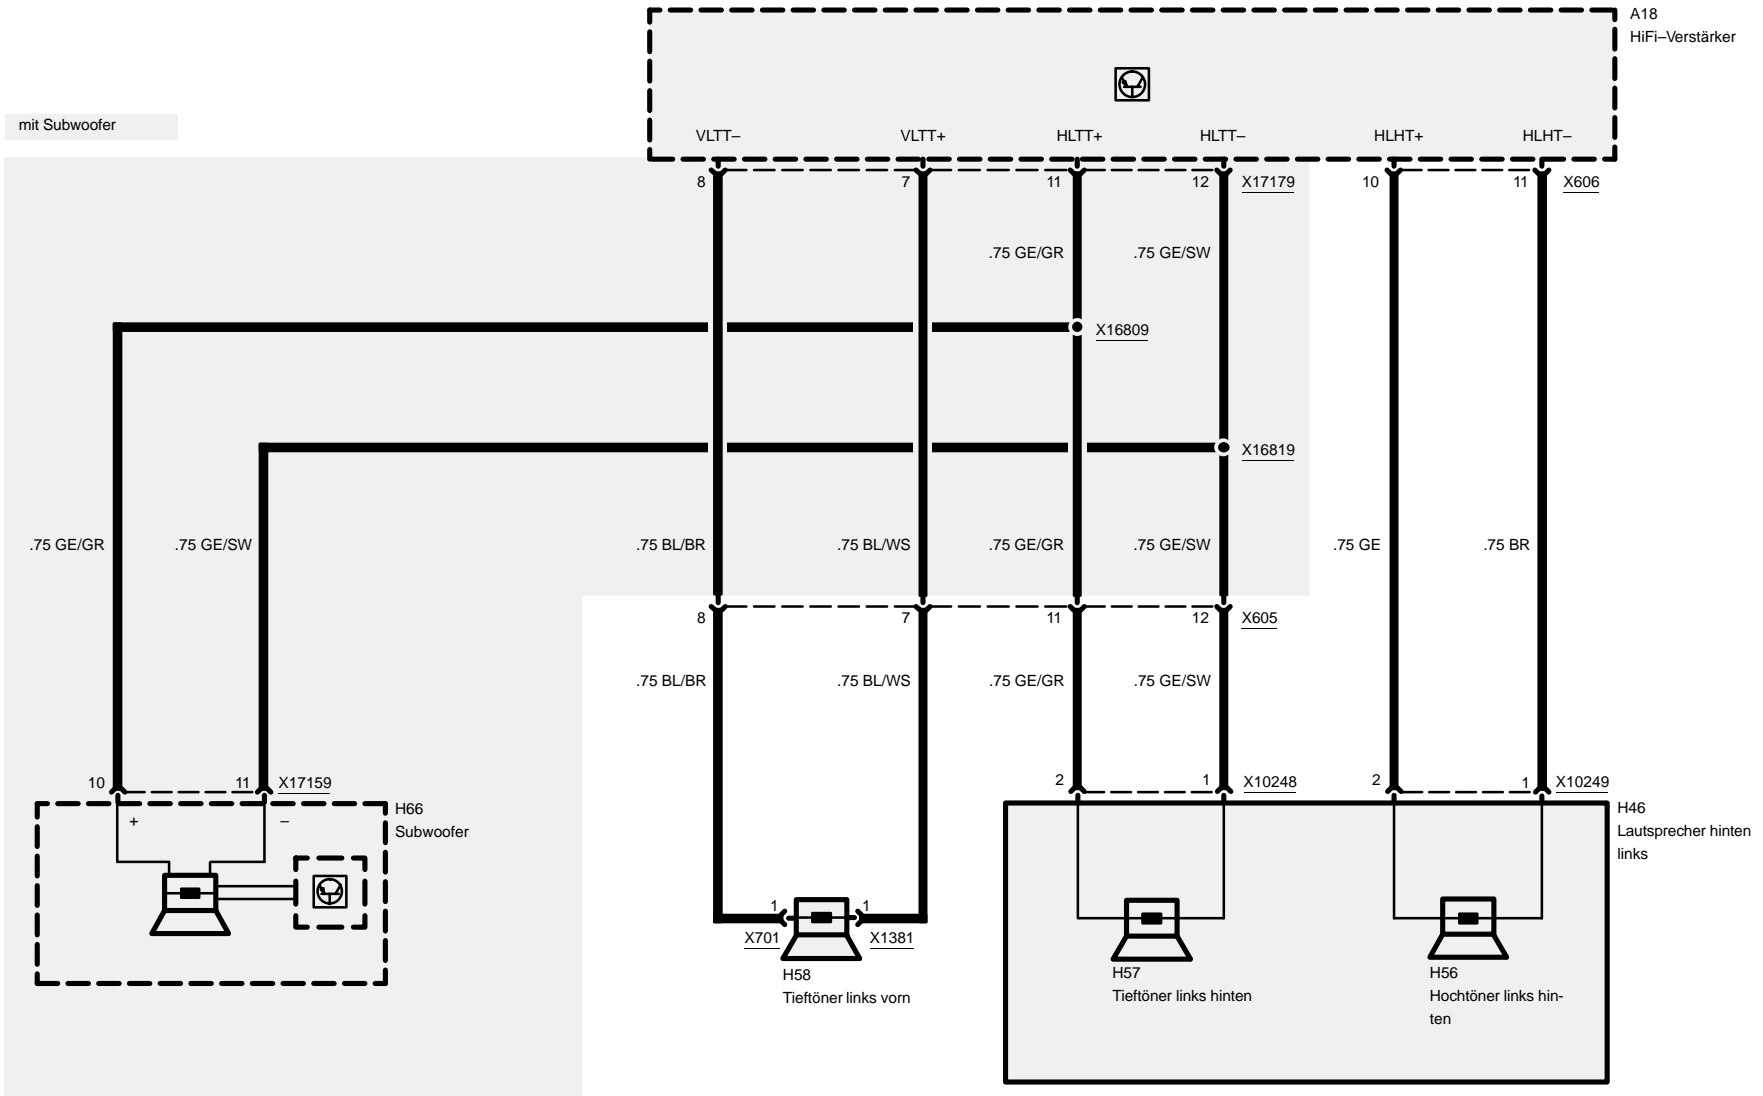 A18
HiFi–Verstärker
mit Subwoofer
VLTT– VLTT+ HLTT+ HLTT– HLHT+ HLHT–
8 7 11 12 X17179 10 11 X606
.75 GE/GR .75 GE/SW
X16809
X16819
.75 GE/GR .75 GE/SW .75 BL/BR .75 BL/WS .75 GE/GR .75 GE/SW .75 GE .75 BR
8 7 11 12 X605
.75 BL/BR .75 BL/WS .75 GE/GR .75 GE/SW
10 11 X17159 2 1 X10248 2 1 X10249
+ –
H66
Subwoofer
H46
Lautsprecher hinten
links
1 1
X701 X1381
H58
Tieftöner links vorn
H57
Tieftöner links hinten
H56
Hochtöner links hin-
ten